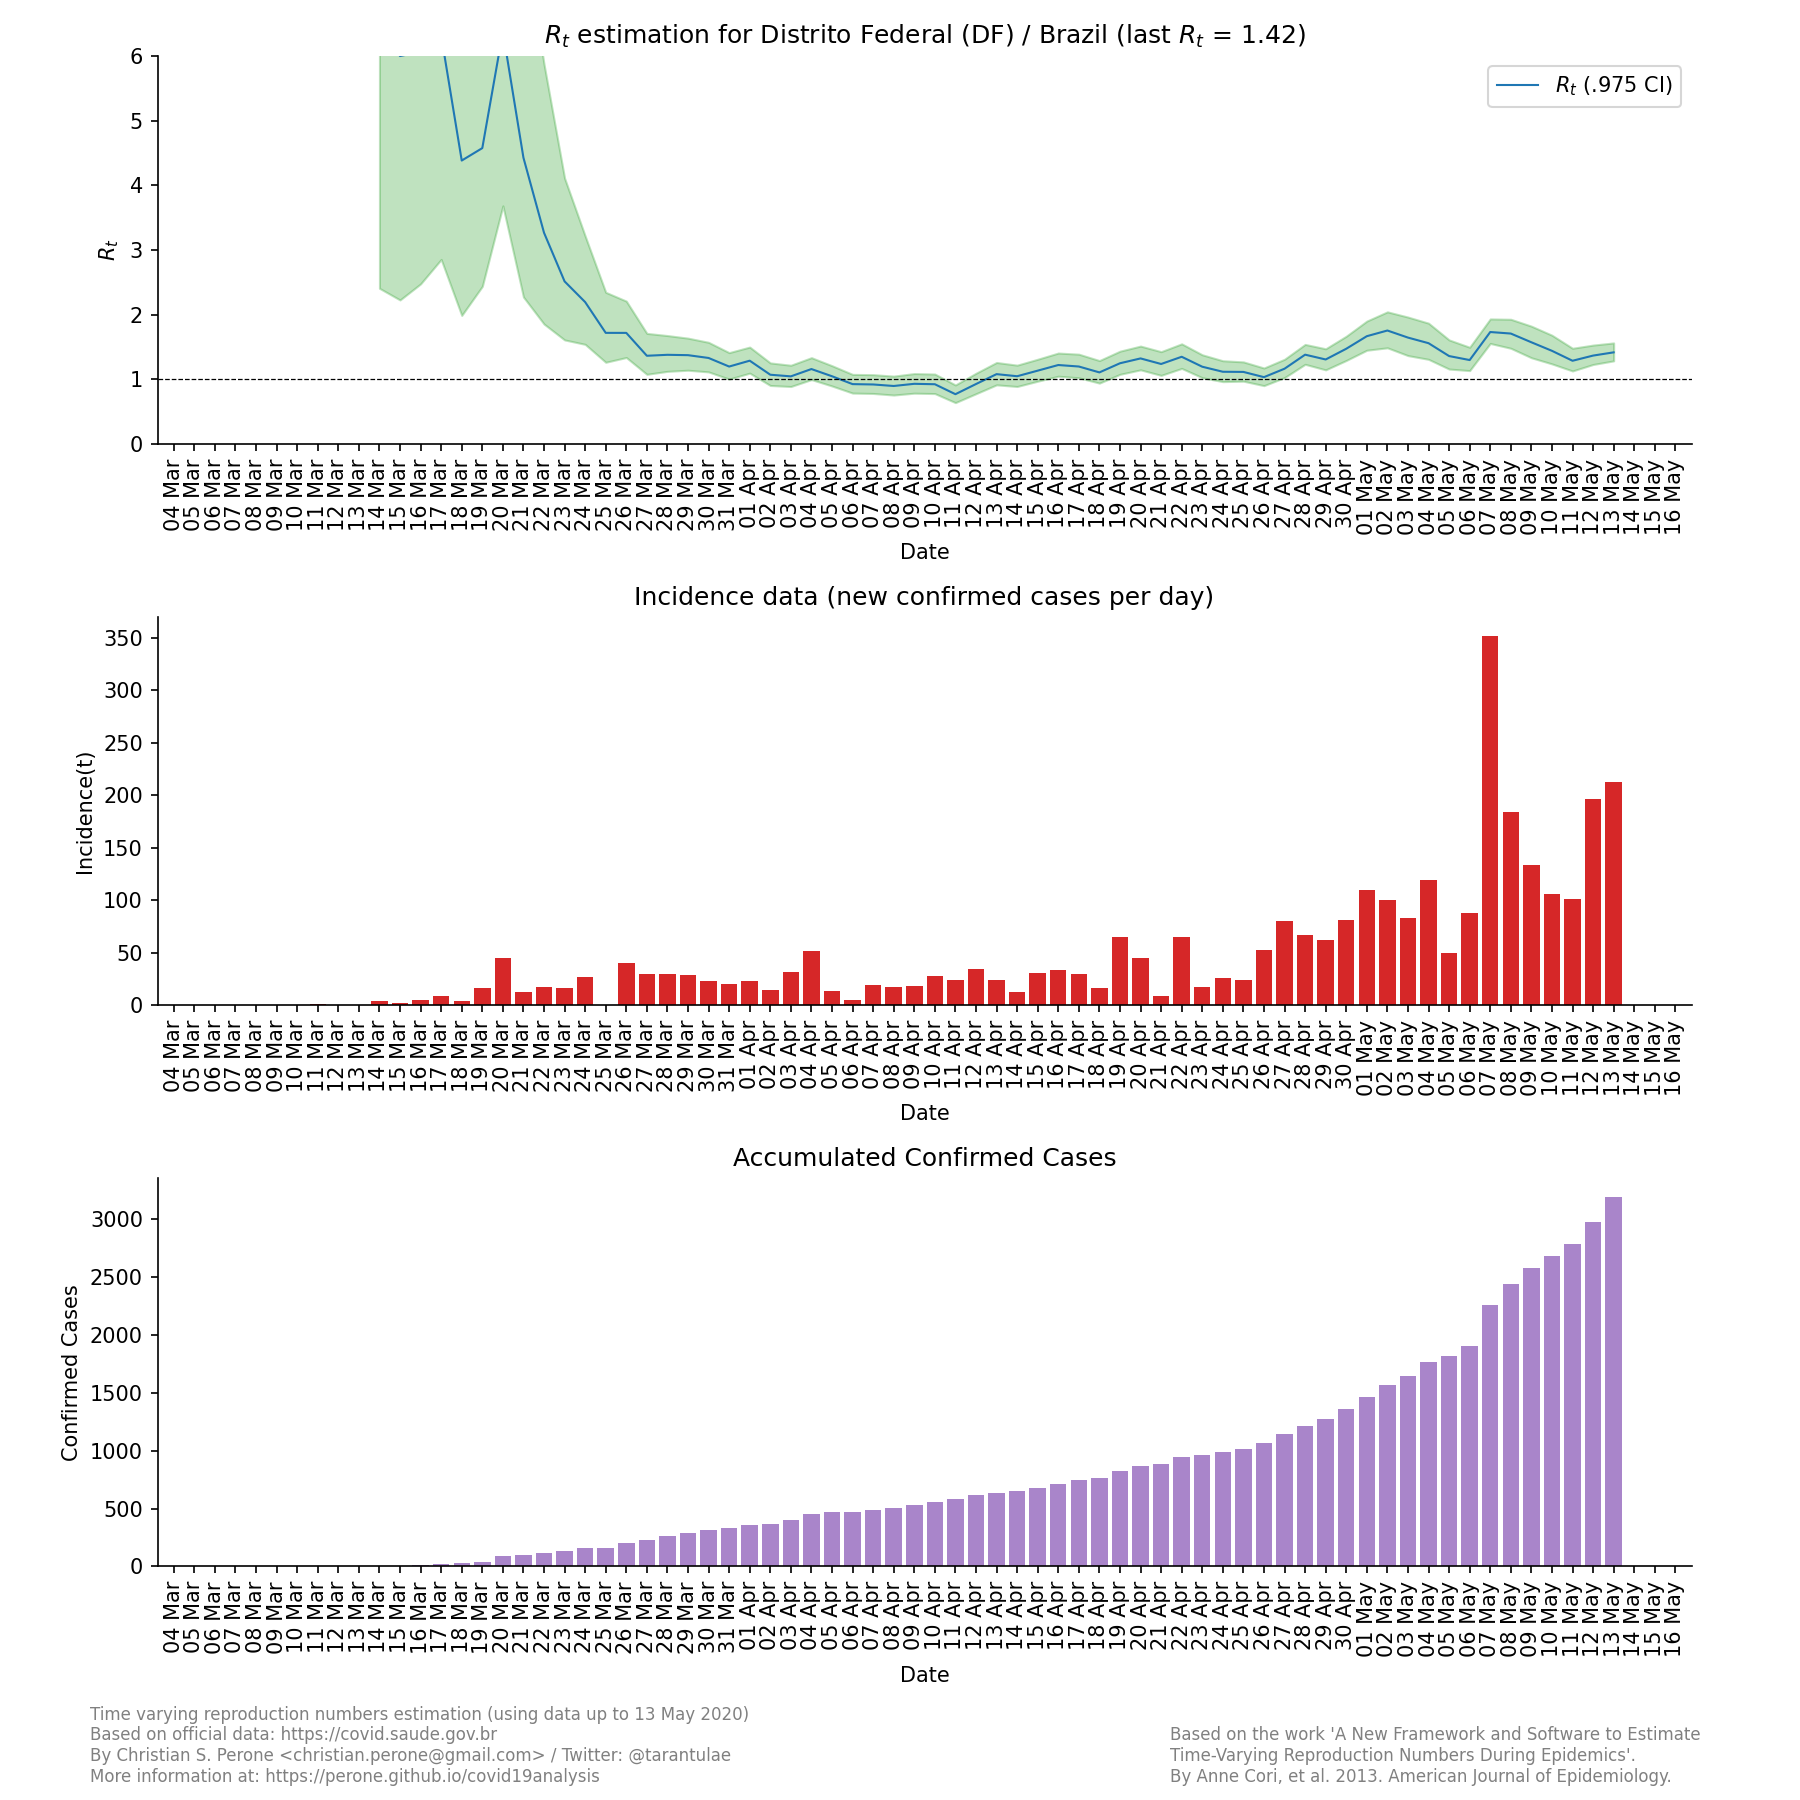 Rt estimation for Distrito Federal (DF) / Brazil (last Rt = 1.42)
Rt (.975 CI)
Rt
6
5
4
3
2
1
0
04 Mar
05 Mar
06 Mar
07 Mar
08 Mar
09 Mar
10 Mar
11 Mar
12 Mar
13 Mar
14 Mar
15 Mar
16 Mar
17 Mar
18 Mar
19 Mar
20 Mar
21 Mar
22 Mar
23 Mar
24 Mar
25 Mar
26 Mar
27 Mar
28 Mar
29 Mar
30 Mar
31 Mar
01 Apr
02 Apr
03 Apr
04 Apr
05 Apr
06 Apr
07 Apr
08 Apr
09 Apr
10 Apr
11 Apr
12 Apr
13 Apr
14 Apr
15 Apr
16 Apr
17 Apr
18 Apr
19 Apr
20 Apr
21 Apr
22 Apr
23 Apr
24 Apr
25 Apr
26 Apr
27 Apr
28 Apr
29 Apr
30 Apr
01 May
02 May
03 May
04 May
05 May
06 May
07 May
08 May
09 May
10 May
11 May
12 May
13 May
14 May
15 May
16 May
Date
Incidence data (new confirmed cases per day)
Incidence(t)
350
300
250
200
150
100
50
0
04 Mar
05 Mar
06 Mar
07 Mar
08 Mar
09 Mar
10 Mar
11 Mar
12 Mar
13 Mar
14 Mar
15 Mar
16 Mar
17 Mar
18 Mar
19 Mar
20 Mar
21 Mar
22 Mar
23 Mar
24 Mar
25 Mar
26 Mar
27 Mar
28 Mar
29 Mar
30 Mar
31 Mar
01 Apr
02 Apr
03 Apr
04 Apr
05 Apr
06 Apr
07 Apr
08 Apr
09 Apr
10 Apr
11 Apr
12 Apr
13 Apr
14 Apr
15 Apr
16 Apr
17 Apr
18 Apr
19 Apr
20 Apr
21 Apr
22 Apr
23 Apr
24 Apr
25 Apr
26 Apr
27 Apr
28 Apr
29 Apr
30 Apr
01 May
02 May
03 May
04 May
05 May
06 May
07 May
08 May
09 May
10 May
11 May
12 May
13 May
14 May
15 May
16 May
Date
Accumulated Confirmed Cases
Confirmed Cases
3000
2500
2000
1500
1000
500
0
04 Mar
05 Mar
06 Mar
07 Mar
08 Mar
09 Mar
10 Mar
11 Mar
12 Mar
13 Mar
14 Mar
15 Mar
16 Mar
17 Mar
18 Mar
19 Mar
20 Mar
21 Mar
22 Mar
23 Mar
24 Mar
25 Mar
26 Mar
27 Mar
28 Mar
29 Mar
30 Mar
31 Mar
01 Apr
02 Apr
03 Apr
04 Apr
05 Apr
06 Apr
07 Apr
08 Apr
09 Apr
10 Apr
11 Apr
12 Apr
13 Apr
14 Apr
15 Apr
16 Apr
17 Apr
18 Apr
19 Apr
20 Apr
21 Apr
22 Apr
23 Apr
24 Apr
25 Apr
26 Apr
27 Apr
28 Apr
29 Apr
30 Apr
01 May
02 May
03 May
04 May
05 May
06 May
07 May
08 May
09 May
10 May
11 May
12 May
13 May
14 May
15 May
16 May
Date
Time varying reproduction numbers estimation (using data up to 13 May 2020)
Based on official data: https://covid.saude.gov.br
By Christian S. Perone <christian.perone@gmail.com> / Twitter: @tarantulae
More information at: https://perone.github.io/covid19analysis
Based on the work 'A New Framework and Software to Estimate
Time-Varying Reproduction Numbers During Epidemics'.
By Anne Cori, et al. 2013. American Journal of Epidemiology.